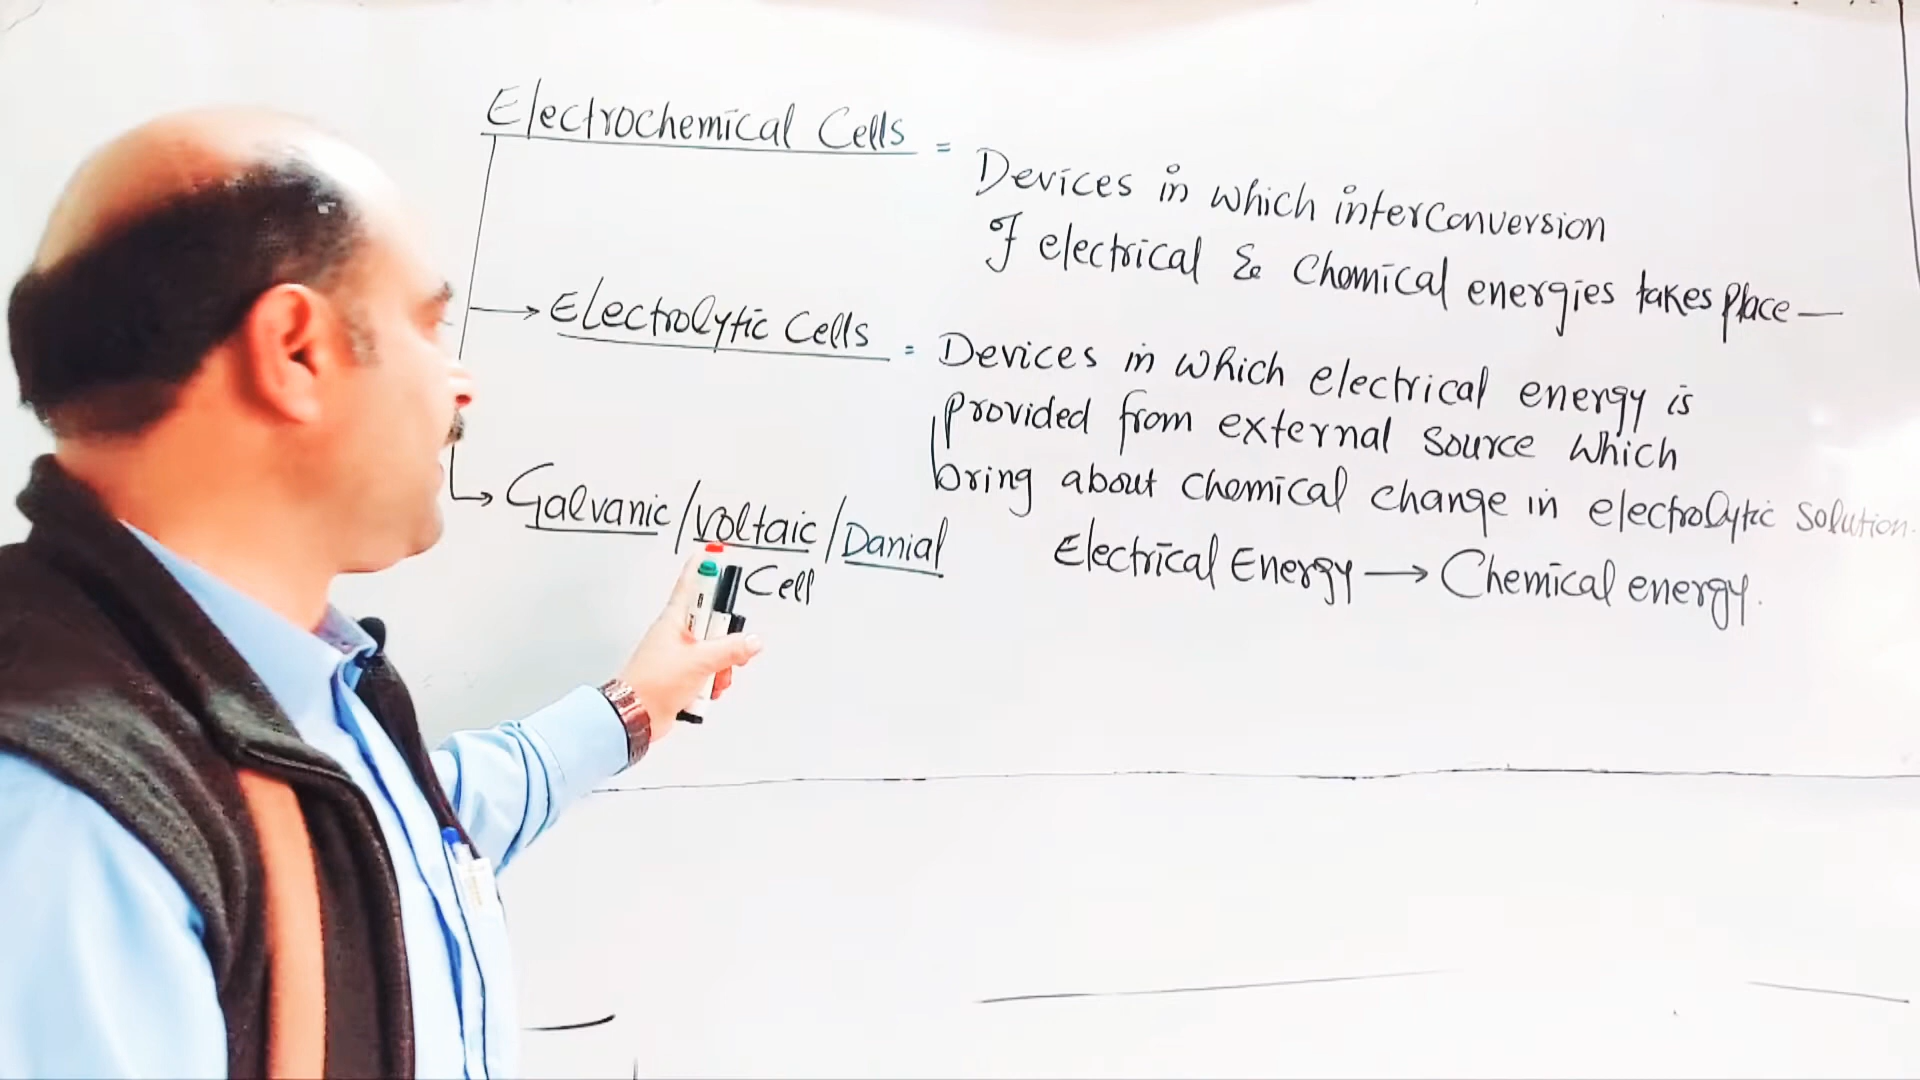 Electrochemical Cells = Devices in which interconversion
of electrical & Chemical energies takes place —
→ Electrolytic Cells = Devices in which electrical energy is
provided from external source which
bring about chemical change in electrolytic solution.
Electrical Energy → Chemical energy.
→ Galvanic/Voltaic/Danial
Cell